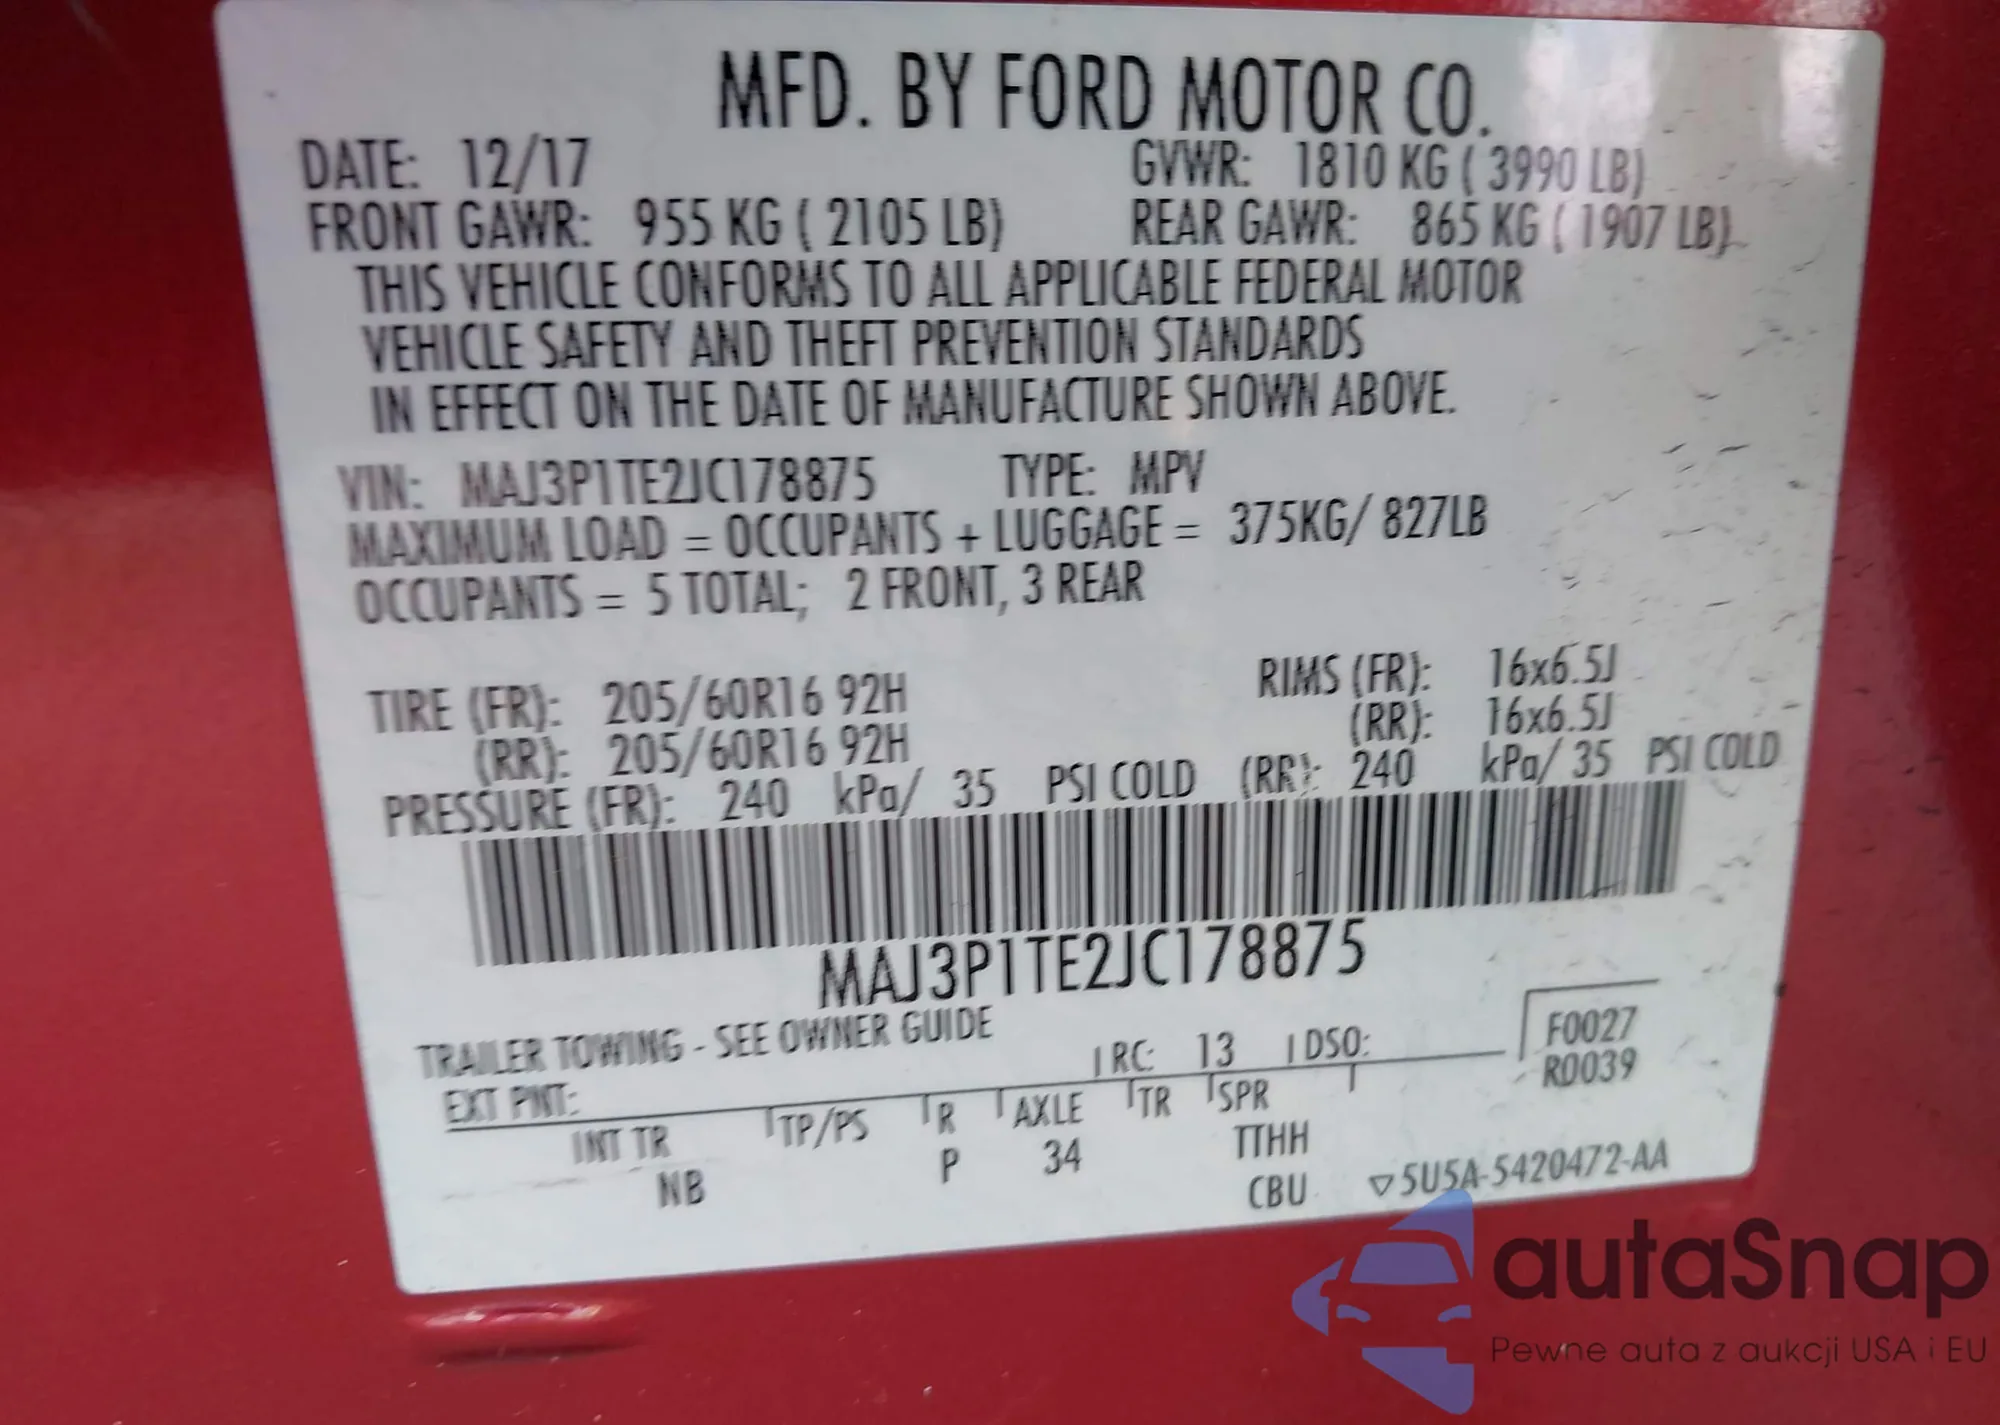 MFD. BY FORD MOTOR CO.
DATE: 12/17 GVWR: 1810 KG ( 3990 LB)
FRONT GAWR: 955 KG ( 2105 LB) REAR GAWR: 865 KG ( 1907 LB)
THIS VEHICLE CONFORMS TO ALL APPLICABLE FEDERAL MOTOR
VEHICLE SAFETY AND THEFT PREVENTION STANDARDS
IN EFFECT ON THE DATE OF MANUFACTURE SHOWN ABOVE.
VIN: MAJ3P1TE2JC178875 TYPE: MPV
MAXIMUM LOAD = OCCUPANTS + LUGGAGE = 375KG/ 827LB
OCCUPANTS = 5 TOTAL; 2 FRONT, 3 REAR
TIRE (FR): 205/60R16 92H RIMS (FR): 16x6.5J
(RR): 205/60R16 92H (RR): 16x6.5J
PRESSURE (FR): 240 kPa/ 35 PSI COLD (RR): 240 kPa/ 35 PSI COLD
MAJ3P1TE2JC178875
TRAILER TOWING - SEE OWNER GUIDE
F0027
R0039
EXT PNT: RC: 13 DSO:
INT TR TP/PS R AXLE TR SPR
NB P 34 TTHH
CBU ▽5U5A-5420472-AA
autaSnap
Pewne auta z aukcji USA i EU